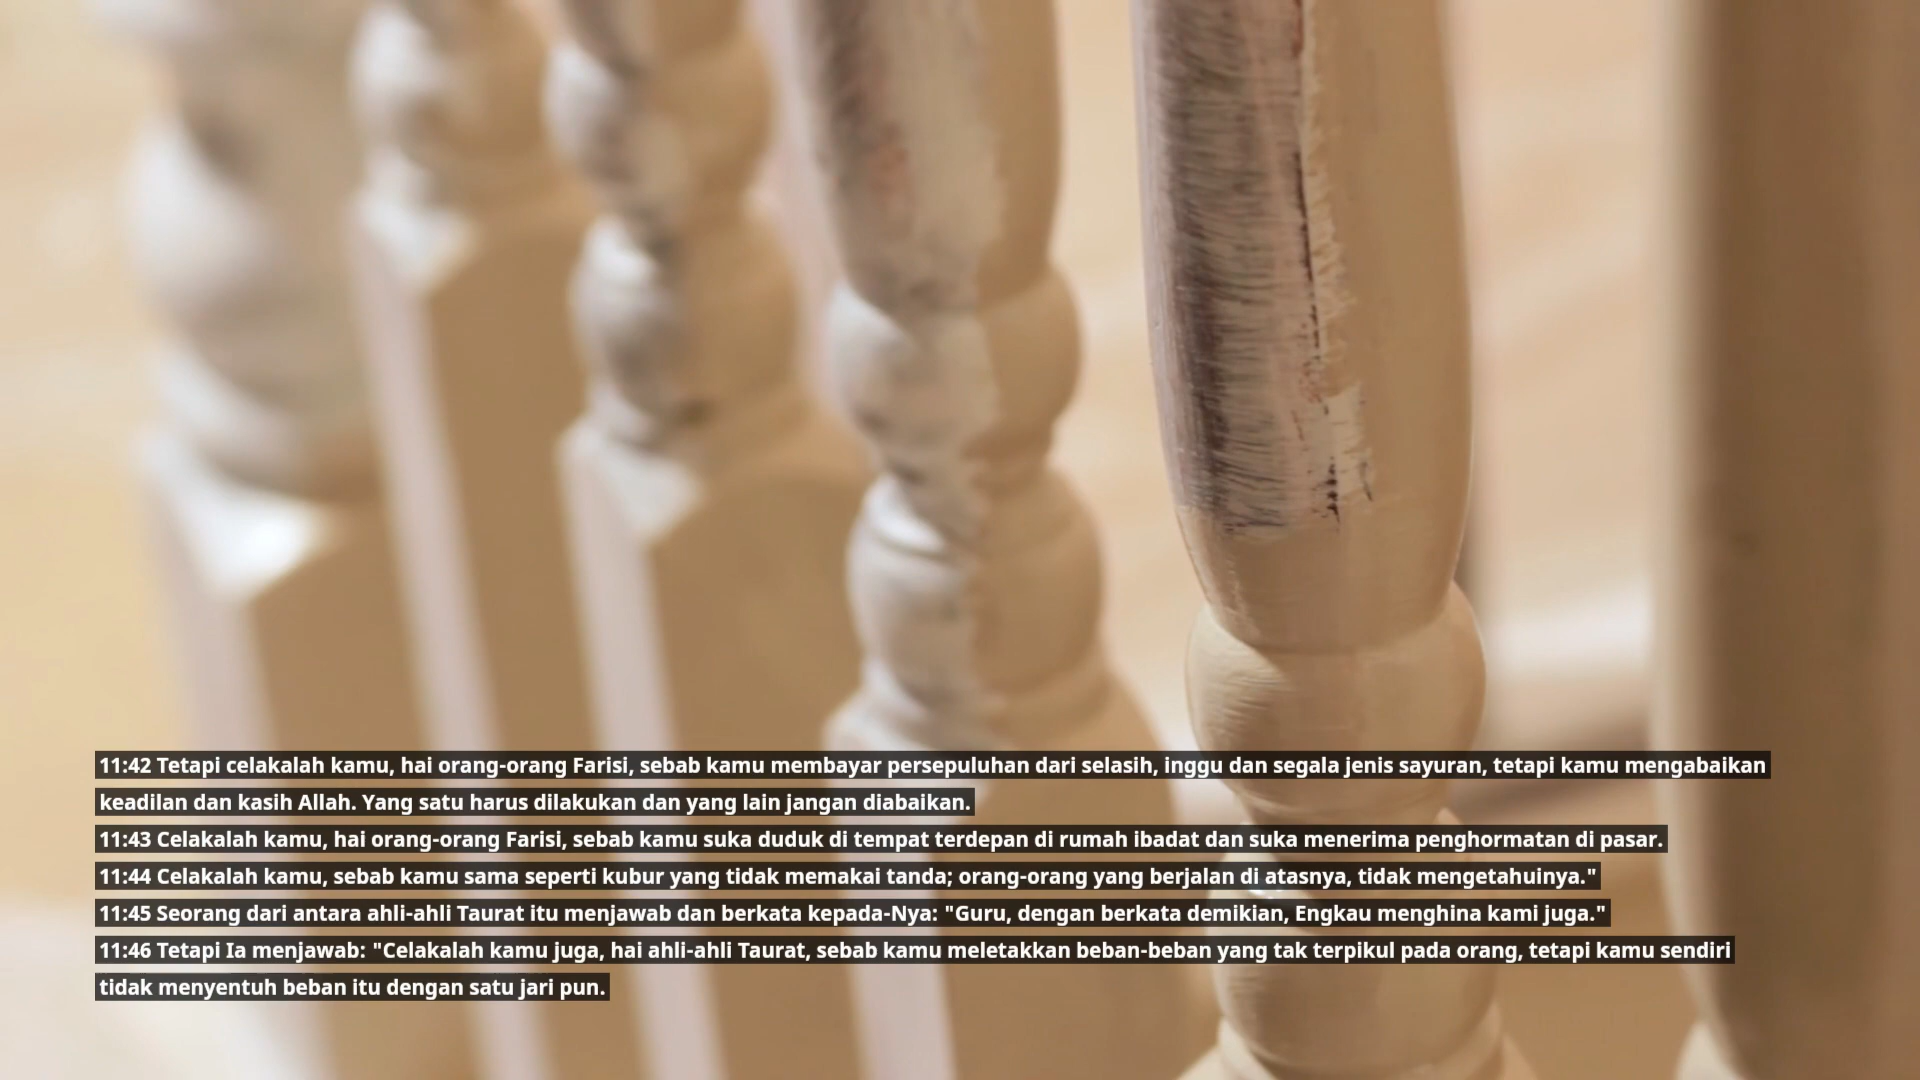 11:42 Tetapi celakalah kamu, hai orang-orang Farisi, sebab kamu membayar persepuluhan dari selasih, inggu dan segala jenis sayuran, tetapi kamu mengabaikan
keadilan dan kasih Allah. Yang satu harus dilakukan dan yang lain jangan diabaikan.
11:43 Celakalah kamu, hai orang-orang Farisi, sebab kamu suka duduk di tempat terdepan di rumah ibadat dan suka menerima penghormatan di pasar.
11:44 Celakalah kamu, sebab kamu sama seperti kubur yang tidak memakai tanda; orang-orang yang berjalan di atasnya, tidak mengetahuinya."
11:45 Seorang dari antara ahli-ahli Taurat itu menjawab dan berkata kepada-Nya: "Guru, dengan berkata demikian, Engkau menghina kami juga."
11:46 Tetapi Ia menjawab: "Celakalah kamu juga, hai ahli-ahli Taurat, sebab kamu meletakkan beban-beban yang tak terpikul pada orang, tetapi kamu sendiri
tidak menyentuh beban itu dengan satu jari pun.